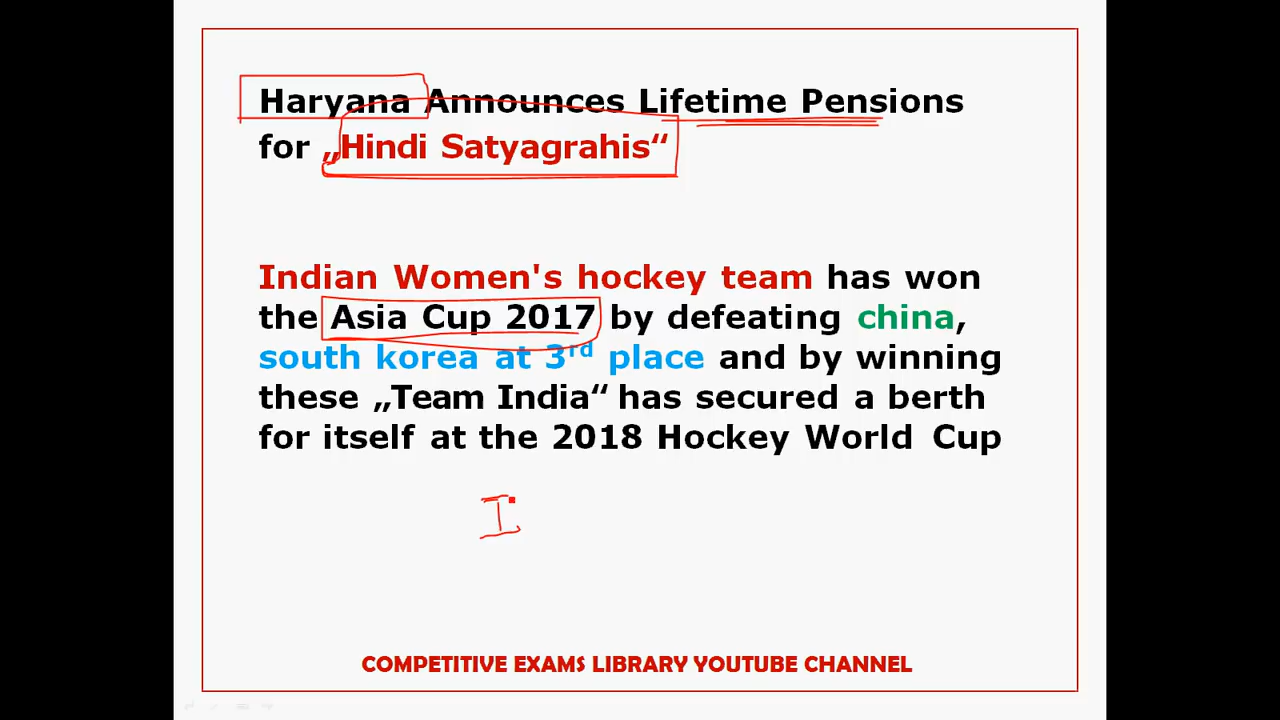 Haryana Announces Lifetime Pensions
for „Hindi Satyagrahis“
Indian Women's hockey team has won
the Asia Cup 2017 by defeating china,
south korea at 3rd place and by winning
these „Team India“ has secured a berth
for itself at the 2018 Hockey World Cup
I
COMPETITIVE EXAMS LIBRARY YOUTUBE CHANNEL